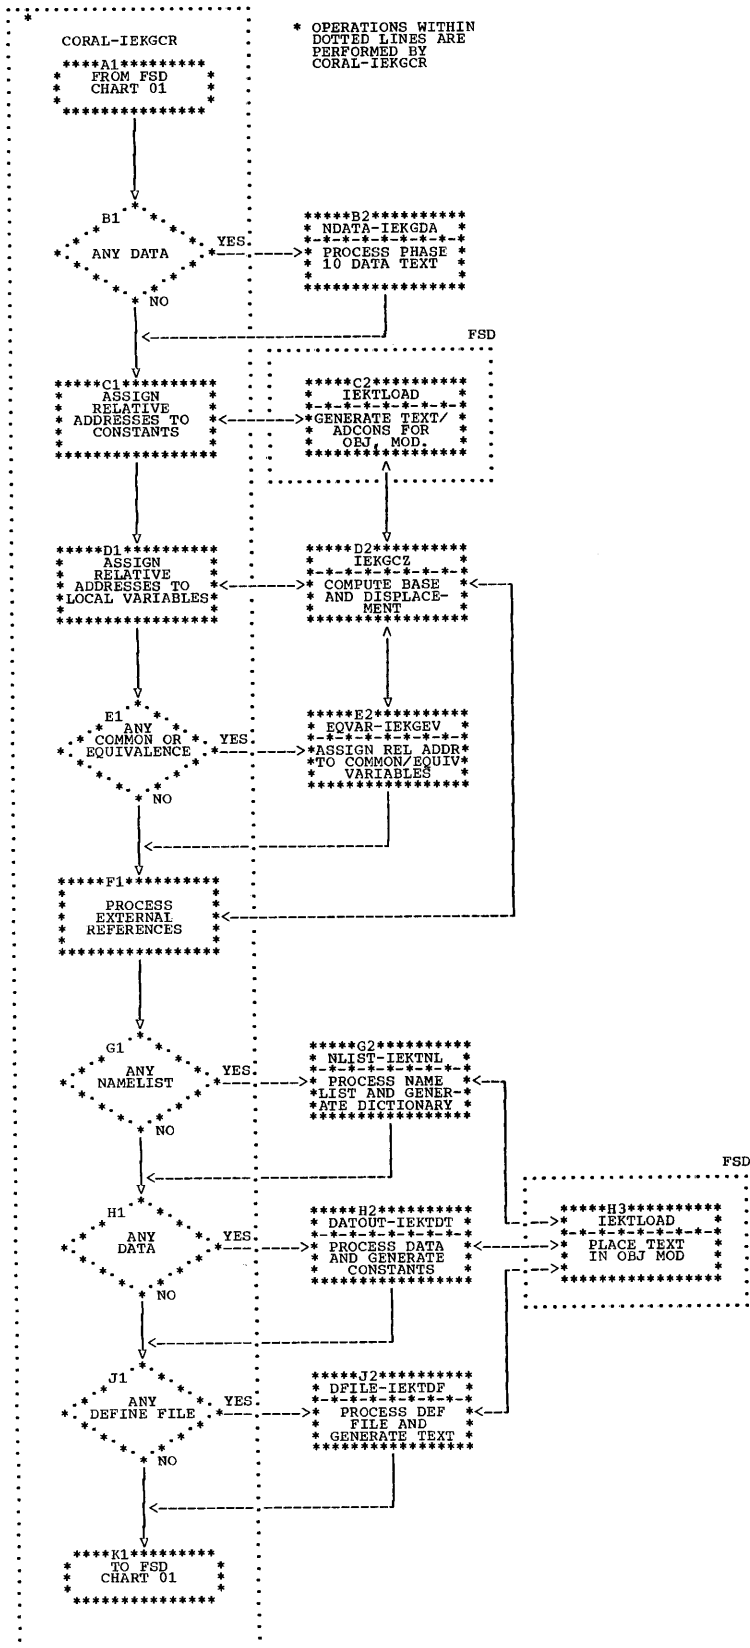 *
* OPERATIONS WITHIN
DOTTED LINES ARE
PERFORMED BY
CORAL-IEKGCR
CORAL-IEKGCR
A1
FROM FSD
CHART 01
B1
ANY DATA
YES
NO
B2
NDATA-IEKGDA
PROCESS PHASE
10 DATA TEXT
FSD
C1
ASSIGN
RELATIVE
ADDRESSES TO
CONSTANTS
C2
IEKTLOAD
GENERATE TEXT/
ADCONS FOR
OBJ. MOD.
D1
ASSIGN
RELATIVE
ADDRESSES TO
LOCAL VARIABLES
D2
IEKGCZ
COMPUTE BASE
AND DISPLACE-
MENT
E1
ANY
COMMON OR
EQUIVALENCE
YES
NO
E2
EQVAR-IEKGEV
ASSIGN REL ADDR
TO COMMON/EQUIV
VARIABLES
F1
PROCESS
EXTERNAL
REFERENCES
G1
ANY
NAMELIST
YES
NO
G2
NLIST-IEKTNL
PROCESS NAME
LIST AND GENER-
ATE DICTIONARY
FSD
H1
ANY
DATA
YES
NO
H2
DATOUT-IEKTDT
PROCESS DATA
AND GENERATE
CONSTANTS
H3
IEKTLOAD
PLACE TEXT
IN OBJ MOD
J1
ANY
DEFINE FILE
YES
NO
J2
DFILE-IEKTDF
PROCESS DEF
FILE AND
GENERATE TEXT
K1
TO FSD
CHART 01